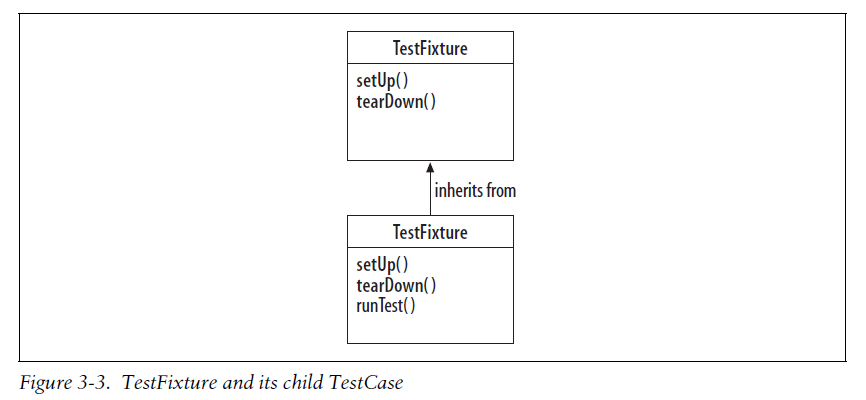 TestFixture
setUp()
tearDown()
inherits from
TestFixture
setUp()
tearDown()
runTest()
Figure 3-3. TestFixture and its child TestCase